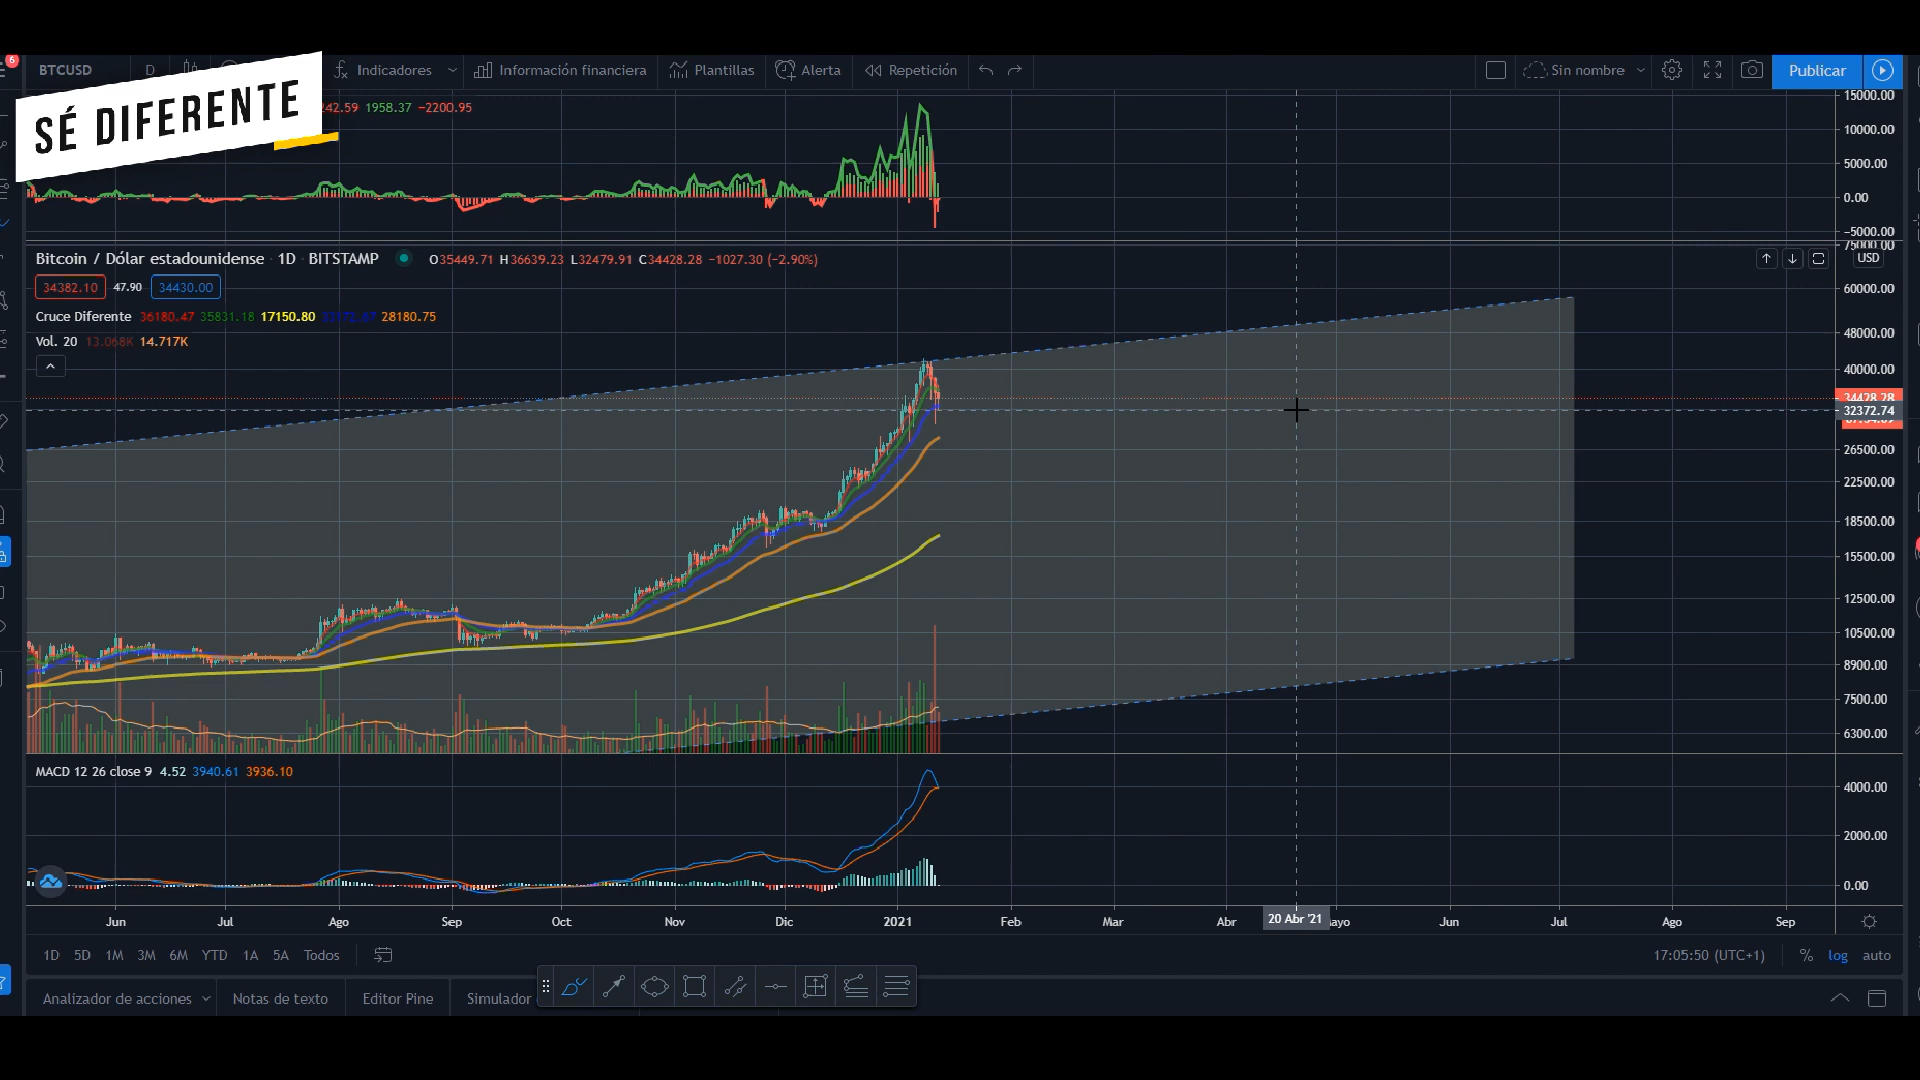 6
BTCUSD D Indicadores Información financiera Plantillas Alerta Repetición Sin nombre Publicar
SÉ DIFERENTE
242.59 1958.37 −2200.95
15000.00
10000.00
5000.00
0.00
−5000.00
Bitcoin / Dólar estadounidense · 1D · BITSTAMP O35449.71 H36639.23 L32479.91 C34428.28 −1027.30 (−2.90%)
75000.00
USD
34382.10 47.90 34430.00
Cruce Diferente 36180.47 35831.18 17150.80 28180.75
Vol. 20 13.068K 14.717K
60000.00
48000.00
40000.00
34428.28
32372.74
26500.00
22500.00
18500.00
15500.00
12500.00
10500.00
8900.00
7500.00
6300.00
MACD 12 26 close 9 4.52 3940.61 3936.10
4000.00
2000.00
0.00
Jun Jul Ago Sep Oct Nov Dic 2021 Feb Mar Abr 20 Abr '21 ayo Jun Jul Ago Sep
1D 5D 1M 3M 6M YTD 1A 5A Todos 17:05:50 (UTC+1) % log auto
Analizador de acciones Notas de texto Editor Pine Simulador